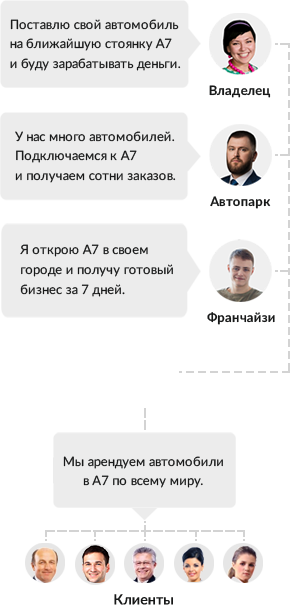 Поставлю свой автомобиль
на ближайшую стоянку А7
и буду зарабатывать деньги.
Владелец
У нас много автомобилей.
Подключаемся к А7
и получаем сотни заказов.
Автопарк
Я открою А7 в своем
городе и получу готовый
бизнес за 7 дней.
Франчайзи
Мы арендуем автомобили
в А7 по всему миру.
Клиенты